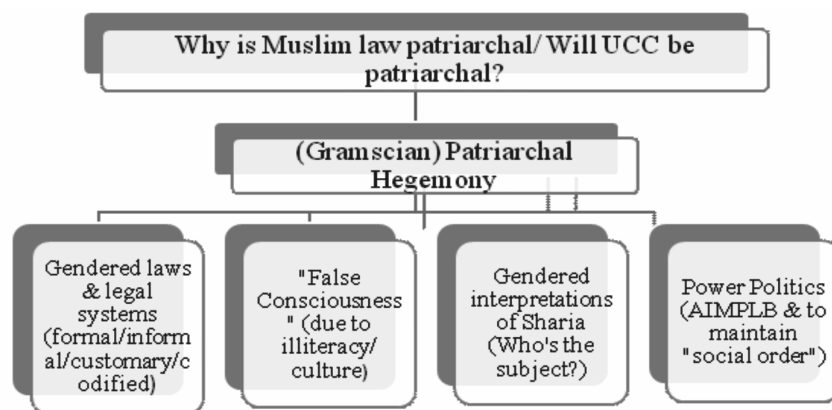 Why is Muslim law patriarchal/ Will UCC be
patriarchal?
(Gramscian) Patriarchal
Hegemony
Gendered laws
& legal
systems
(formal/inform
al/customary/c
odified)
"False
Consciousness
" (due to
illiteracy/
culture)
Gendered
interpretations
of Sharia
(Who's the
subject?)
Power Politics
(AIMPLB & to
maintain
"social order")